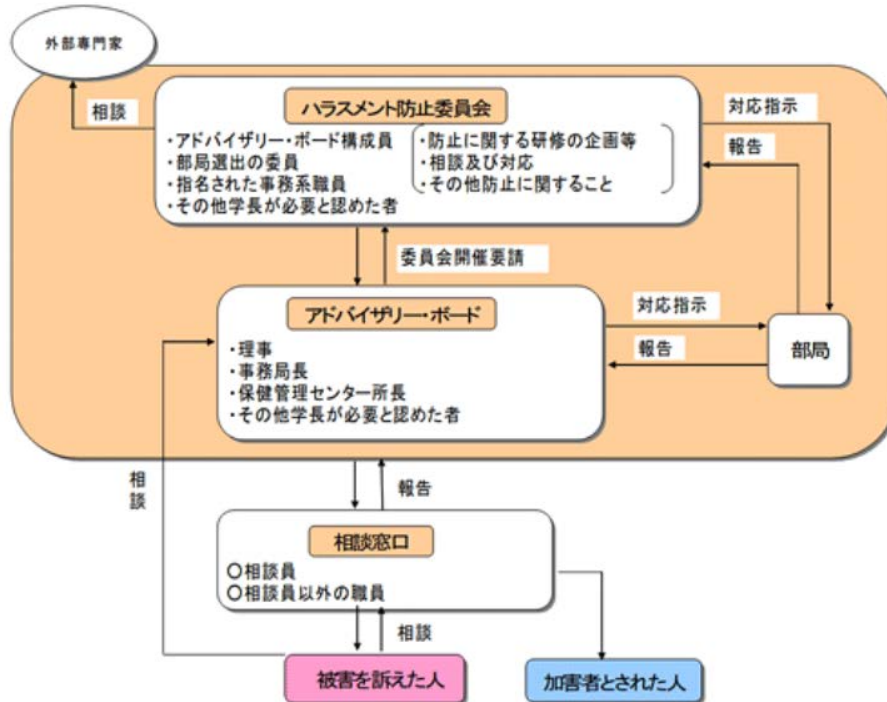 外部専門家
相談
ハラスメント防止委員会
・アドバイザリー・ボード構成員
・部局選出の委員
・指名された事務系職員
・その他学長が必要と認めた者
・防止に関する研修の企画等
・相談及び対応
・その他防止に関すること
対応指示
報告
委員会開催要請
アドバイザリー・ボード
・理事
・事務局長
・保健管理センター所長
・その他学長が必要と認めた者
対応指示
報告
部局
相談
報告
相談窓口
○相談員
○相談員以外の職員
相談
被害を訴えた人
加害者とされた人